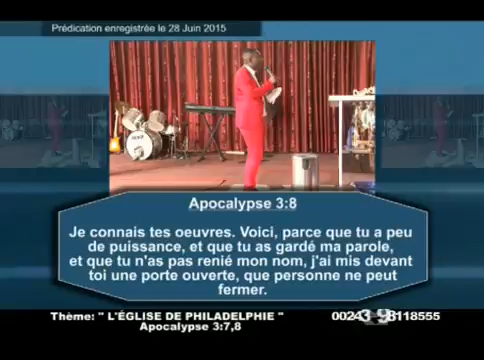 Prédication enregistrée le 28 Juin 2015
Apocalypse 3:8
Je connais tes oeuvres. Voici, parce que tu a peu
de puissance, et que tu as gardé ma parole,
et que tu n'as pas renié mon nom, j'ai mis devant
toi une porte ouverte, que personne ne peut
fermer.
Thème: " L'ÉGLISE DE PHILADELPHIE "
Apocalypse 3:7,8